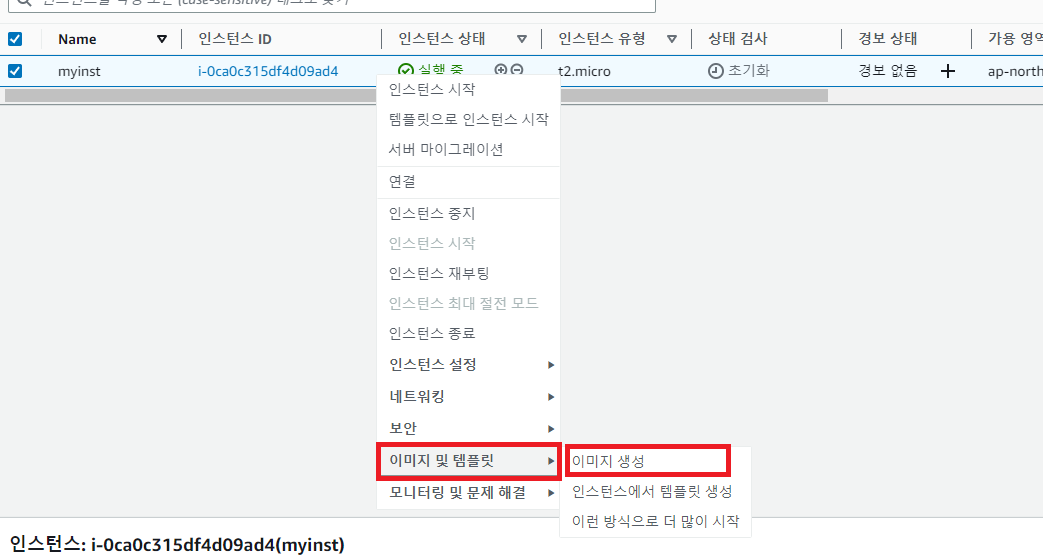 Name 인스턴스 ID 인스턴스 상태 인스턴스 유형 상태 검사 경보 상태 가용 영역
myinst i-0ca0c315df4d09ad4 실행 중 t2.micro 초기화 경보 없음 ap-north
인스턴스 시작
템플릿으로 인스턴스 시작
서버 마이그레이션
연결
인스턴스 중지
인스턴스 시작
인스턴스 재부팅
인스턴스 최대 절전 모드
인스턴스 종료
인스턴스 설정
네트워킹
보안
이미지 및 템플릿
모니터링 및 문제 해결
이미지 생성
인스턴스에서 템플릿 생성
이런 방식으로 더 많이 시작
인스턴스: i-0ca0c315df4d09ad4(myinst)